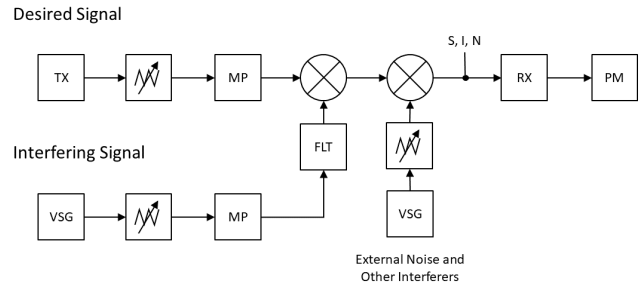 Desired Signal
S, I, N
TX
MP
RX
PM
FLT
Interfering Signal
VSG
MP
VSG
External Noise and
Other Interferers